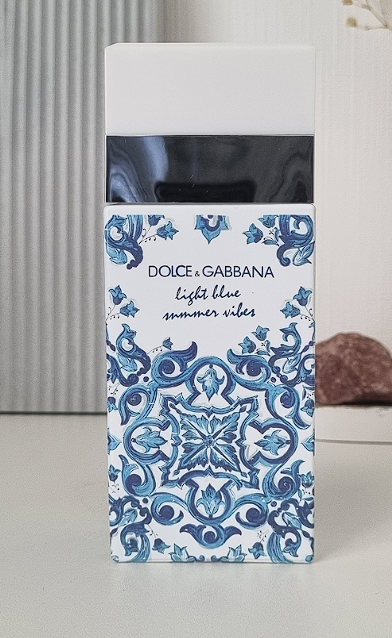 DOLCE & GABBANA
light blue
summer vibes